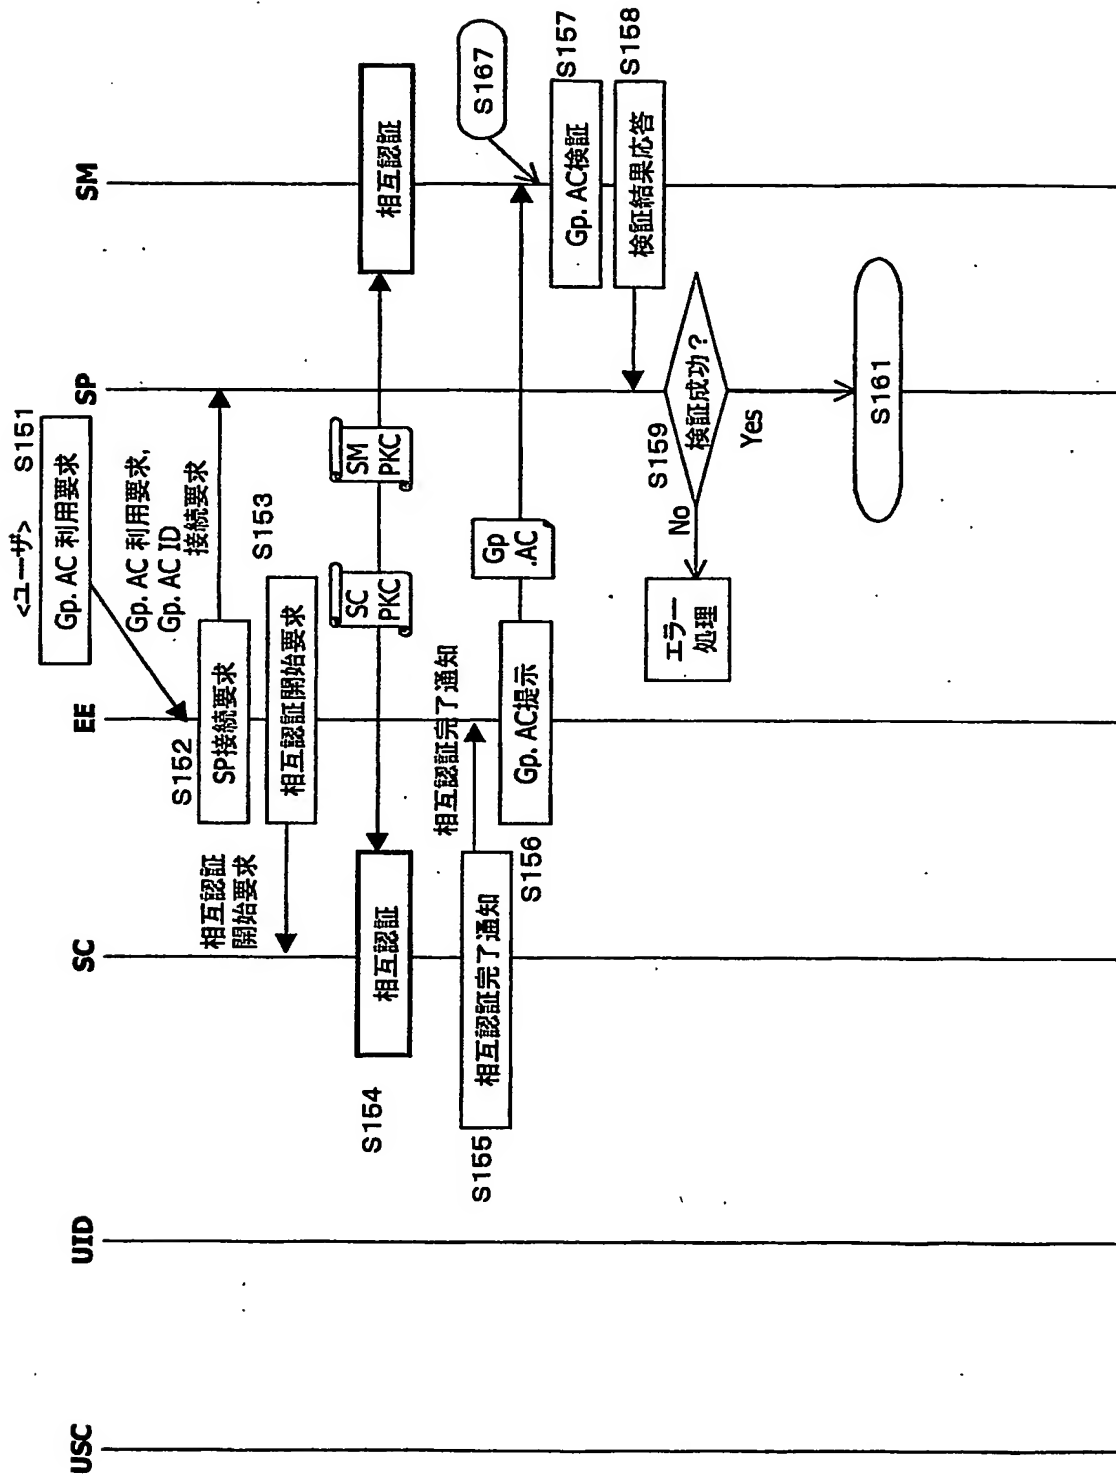 USC
UID
SC
EE
SP
SM
<ユーザ>
S151
Gp. AC 利用要求
Gp. AC 利用要求,
Gp. AC ID
接続要求
S152
SP接続要求
S153
相互認証開始要求
相互認証
開始要求
S154
相互認証
SC
PKC
SM
PKC
相互認証
S155
相互認証完了通知
相互認証完了通知
S156
Gp. AC提示
Gp
.AC
S167
S157
Gp. AC検証
S158
検証結果応答
S159
検証成功?
No
エラー
処理
Yes
S161